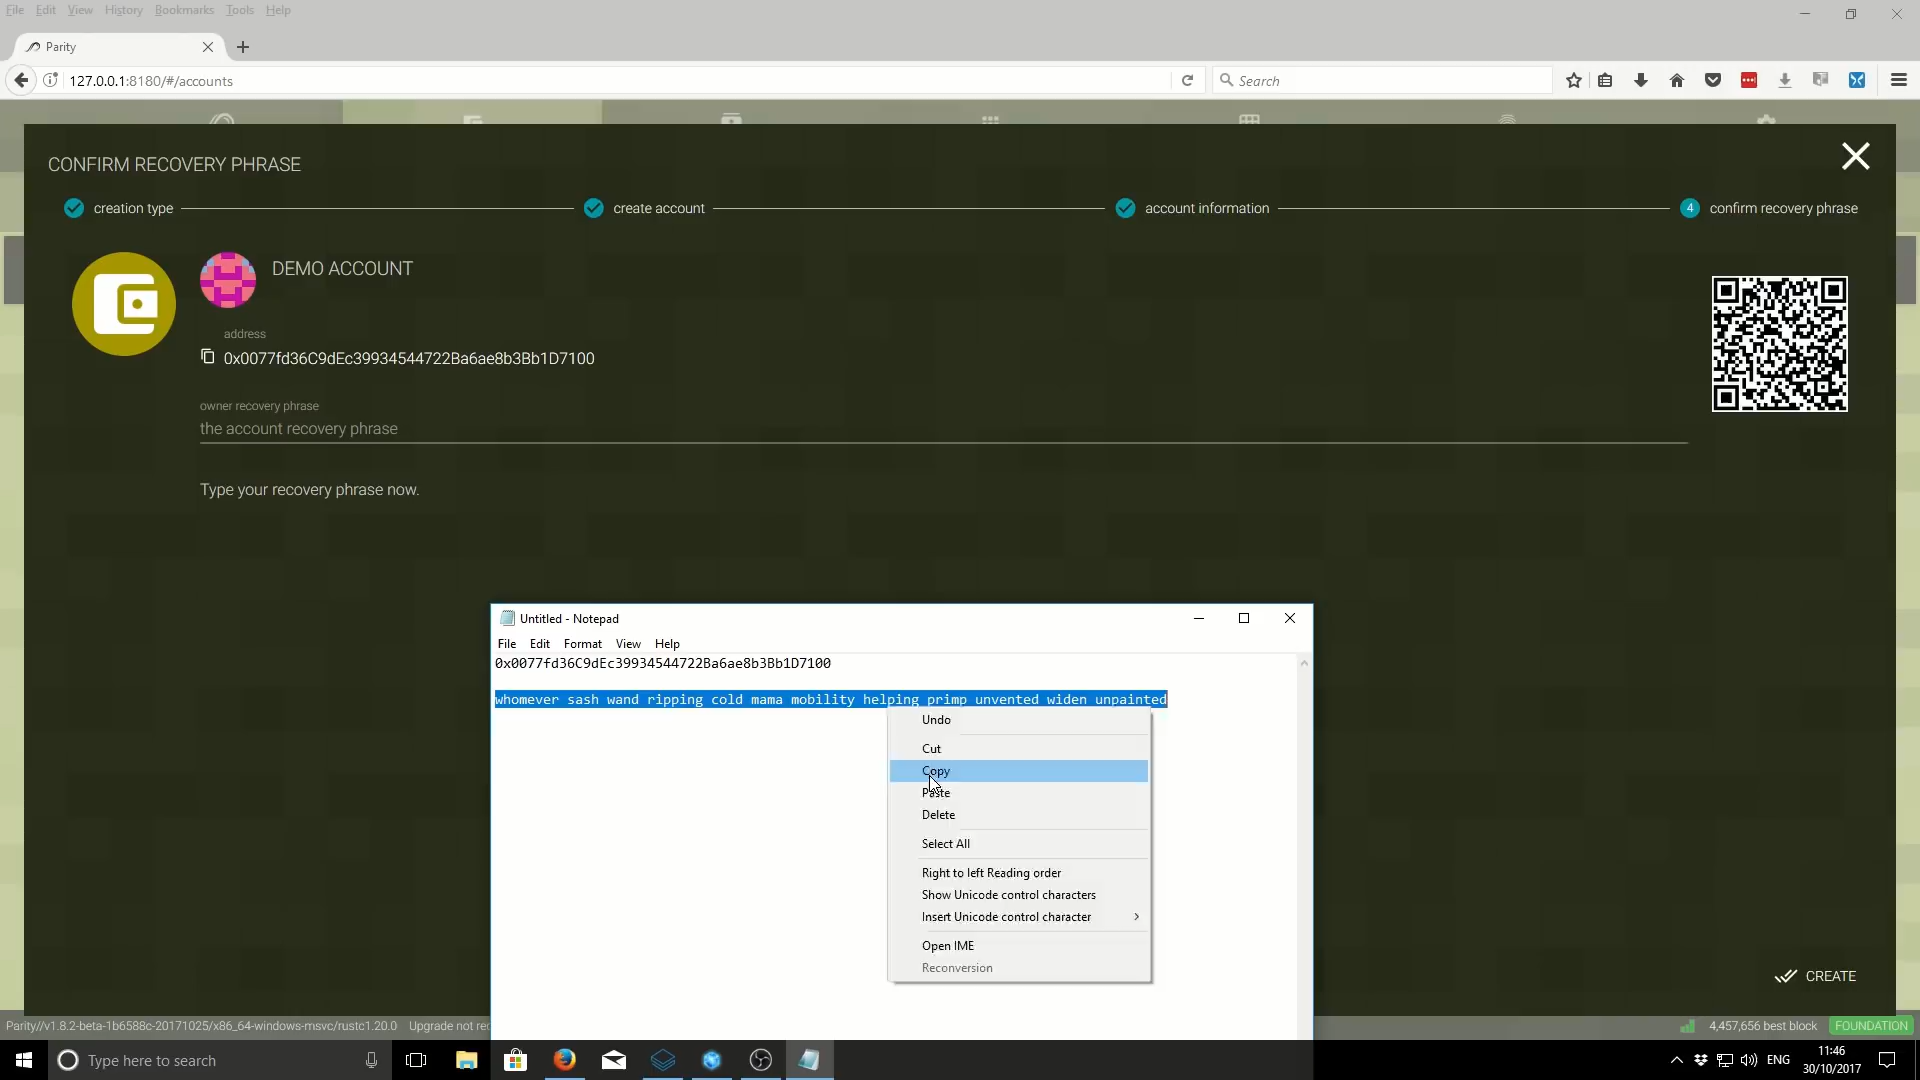 File Edit View History Bookmarks Tools Help
Parity
127.0.0.1:8180/#/accounts
Search
CONFIRM RECOVERY PHRASE
creation type
create account
account information
4 confirm recovery phrase
DEMO ACCOUNT
address
0x0077fd36C9dEc39934544722Ba6ae8b3Bb1D7100
owner recovery phrase
the account recovery phrase
Type your recovery phrase now.
Untitled - Notepad
File Edit Format View Help
0x0077fd36C9dEc39934544722Ba6ae8b3Bb1D7100
whomever sash wand ripping cold mama mobility helping primp unvented widen unpainted
Undo
Cut
Copy
Paste
Delete
Select All
Right to left Reading order
Show Unicode control characters
Insert Unicode control character
Open IME
Reconversion
CREATE
Parity//v1.8.2-beta-1b6588c-20171025/x86_64-windows-msvc/rustc1.20.0 Upgrade not rec
4,457,656 best block FOUNDATION
Type here to search
ENG
11:46
30/10/2017